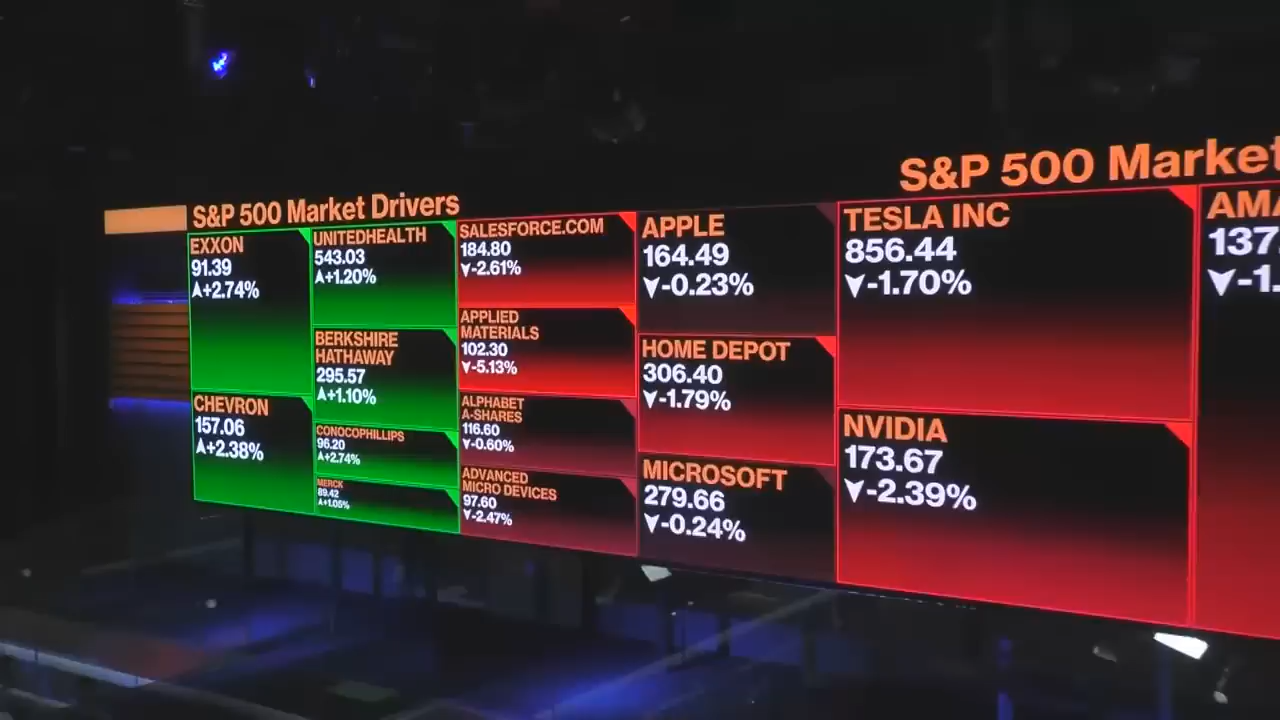 S&P 500 Market Drivers
EXXON
91.39
▲+2.74%
CHEVRON
157.06
▲+2.38%
UNITEDHEALTH
543.03
▲+1.20%
BERKSHIRE
HATHAWAY
295.57
▲+1.10%
CONOCOPHILLIPS
96.20
▲+2.74%
MERCK
89.42
▲+1.05%
SALESFORCE.COM
184.80
▼-2.61%
APPLIED
MATERIALS
102.30
▼-5.13%
ALPHABET
A-SHARES
116.60
▼-0.60%
ADVANCED
MICRO DEVICES
97.60
▼-2.47%
APPLE
164.49
▼-0.23%
HOME DEPOT
306.40
▼-1.79%
MICROSOFT
279.66
▼-0.24%
S&P 500 Market
TESLA INC
856.44
▼-1.70%
NVIDIA
173.67
▼-2.39%
AMA
137.
▼-1.